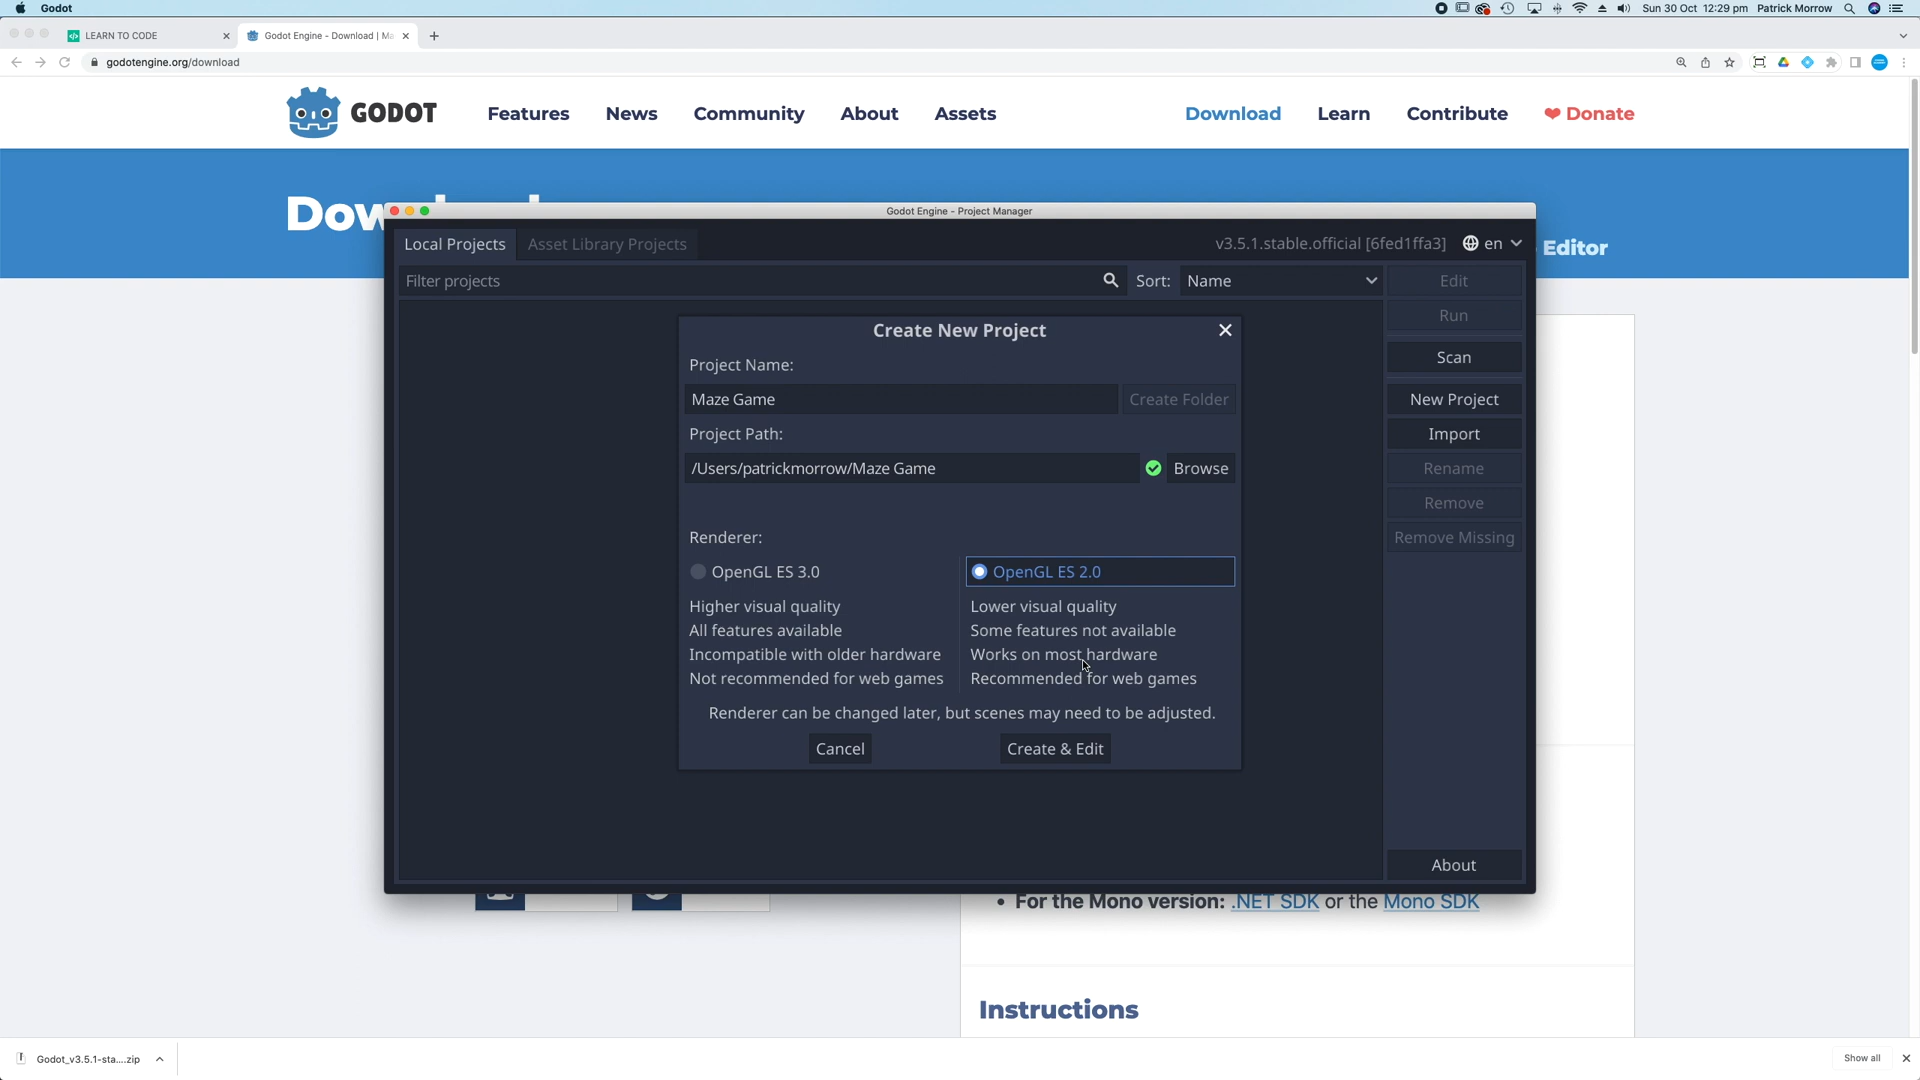 Godot
Sun 30 Oct 12:29 pm Patrick Morrow
LEARN TO CODE
Godot Engine - Download | Ma
godotengine.org/download
GODOT Features News Community About Assets Download Learn Contribute Donate
Dow
Editor
Godot Engine - Project Manager
Local Projects Asset Library Projects v3.5.1.stable.official [6fed1ffa3] en
Filter projects Sort: Name Edit
Run
Create New Project
Scan
Project Name:
Maze Game Create Folder New Project
Project Path: Import
/Users/patrickmorrow/Maze Game Browse Rename
Remove
Renderer: Remove Missing
OpenGL ES 3.0 OpenGL ES 2.0
Higher visual quality Lower visual quality
All features available Some features not available
Incompatible with older hardware Works on most hardware
Not recommended for web games Recommended for web games
Renderer can be changed later, but scenes may need to be adjusted.
Cancel Create & Edit
About
• For the Mono version: .NET SDK or the Mono SDK
Instructions
Godot_v3.5.1-sta....zip Show all